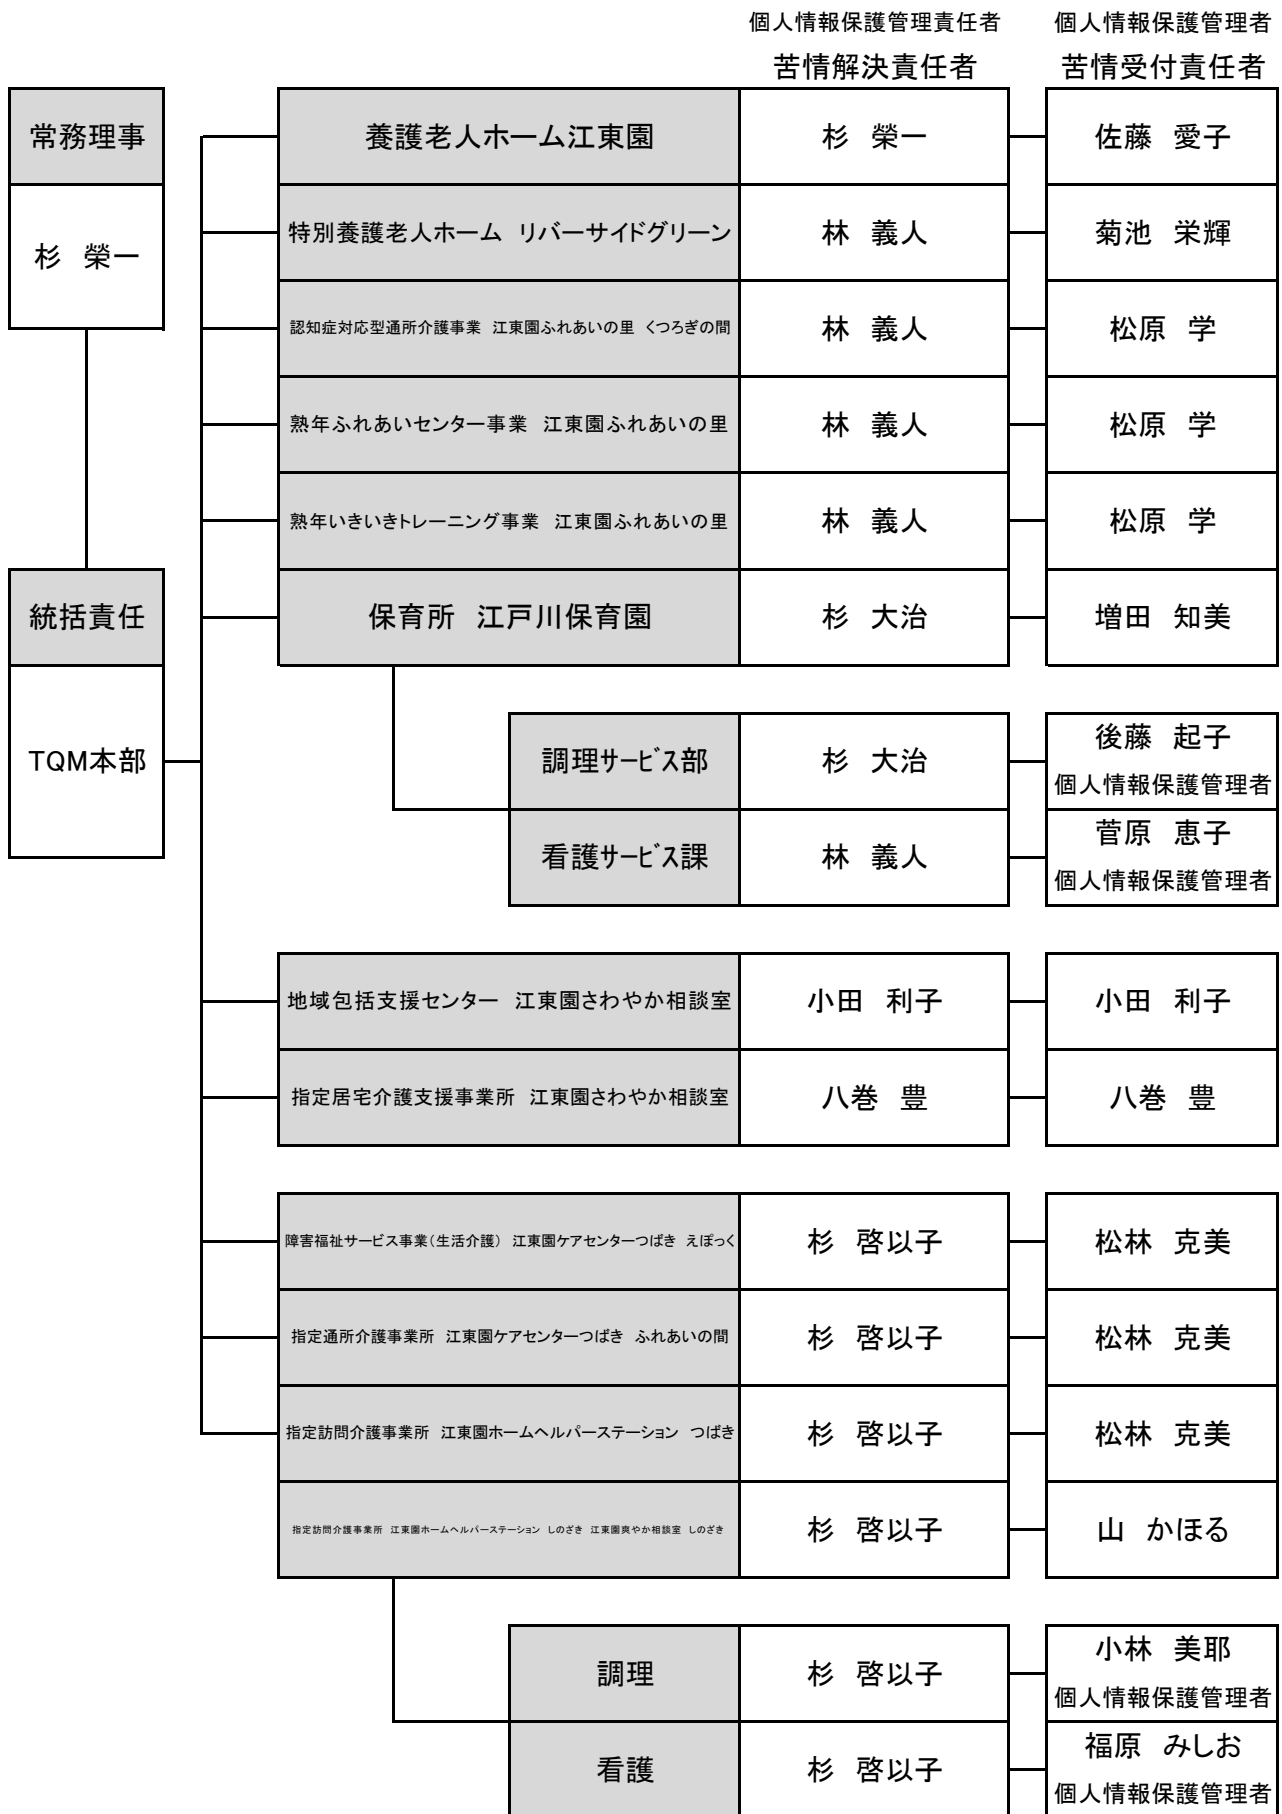 個人情報保護管理責任者　個人情報保護管理者
苦情解決責任者　苦情受付責任者
常務理事
杉　榮一
統括責任
TQM本部
養護老人ホーム江東園　杉　榮一　佐藤　愛子
特別養護老人ホーム　リバーサイドグリーン　林　義人　菊池　栄輝
認知症対応型通所介護事業　江東園ふれあいの里　くつろぎの間　林　義人　松原　学
熟年ふれあいセンター事業　江東園ふれあいの里　林　義人　松原　学
熟年いきいきトレーニング事業　江東園ふれあいの里　林　義人　松原　学
保育所　江戸川保育園　杉　大治　増田　知美
調理サービス部　杉　大治　後藤　起子
個人情報保護管理者
看護サービス課　林　義人　菅原　恵子
個人情報保護管理者
地域包括支援センター　江東園さわやか相談室　小田　利子　小田　利子
指定居宅介護支援事業所　江東園さわやか相談室　八巻　豊　八巻　豊
障害福祉サービス事業（生活介護）　江東園ケアセンターつばき　えぽっく　杉　啓以子　松林　克美
指定通所介護事業所　江東園ケアセンターつばき　ふれあいの間　杉　啓以子　松林　克美
指定訪問介護事業所　江東園ホームヘルパーステーション　つばき　杉　啓以子　松林　克美
指定訪問介護事業所　江東園ホームヘルパーステーション　しのざき　江東園爽やか相談室　しのざき　杉　啓以子　山　かほる
調理　杉　啓以子　小林　美耶
個人情報保護管理者
看護　杉　啓以子　福原　みしお
個人情報保護管理者